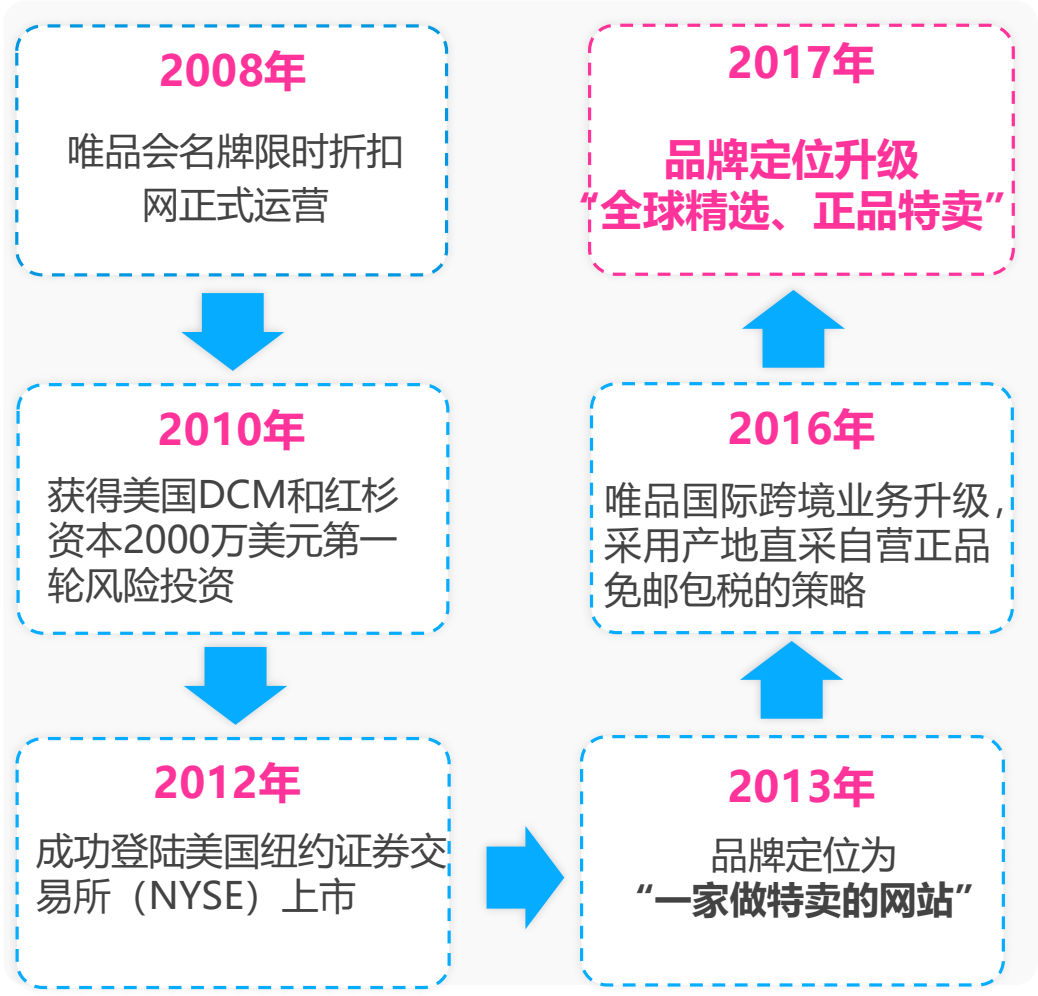 2008年
唯品会名牌限时折扣
网正式运营
2010年
获得美国DCM和红杉
资本2000万美元第一
轮风险投资
2012年
成功登陆美国纽约证券交
易所（NYSE）上市
2013年
品牌定位为
“一家做特卖的网站”
2016年
唯品国际跨境业务升级，
采用产地直采自营正品
免邮包税的策略
2017年
品牌定位升级
“全球精选、正品特卖”